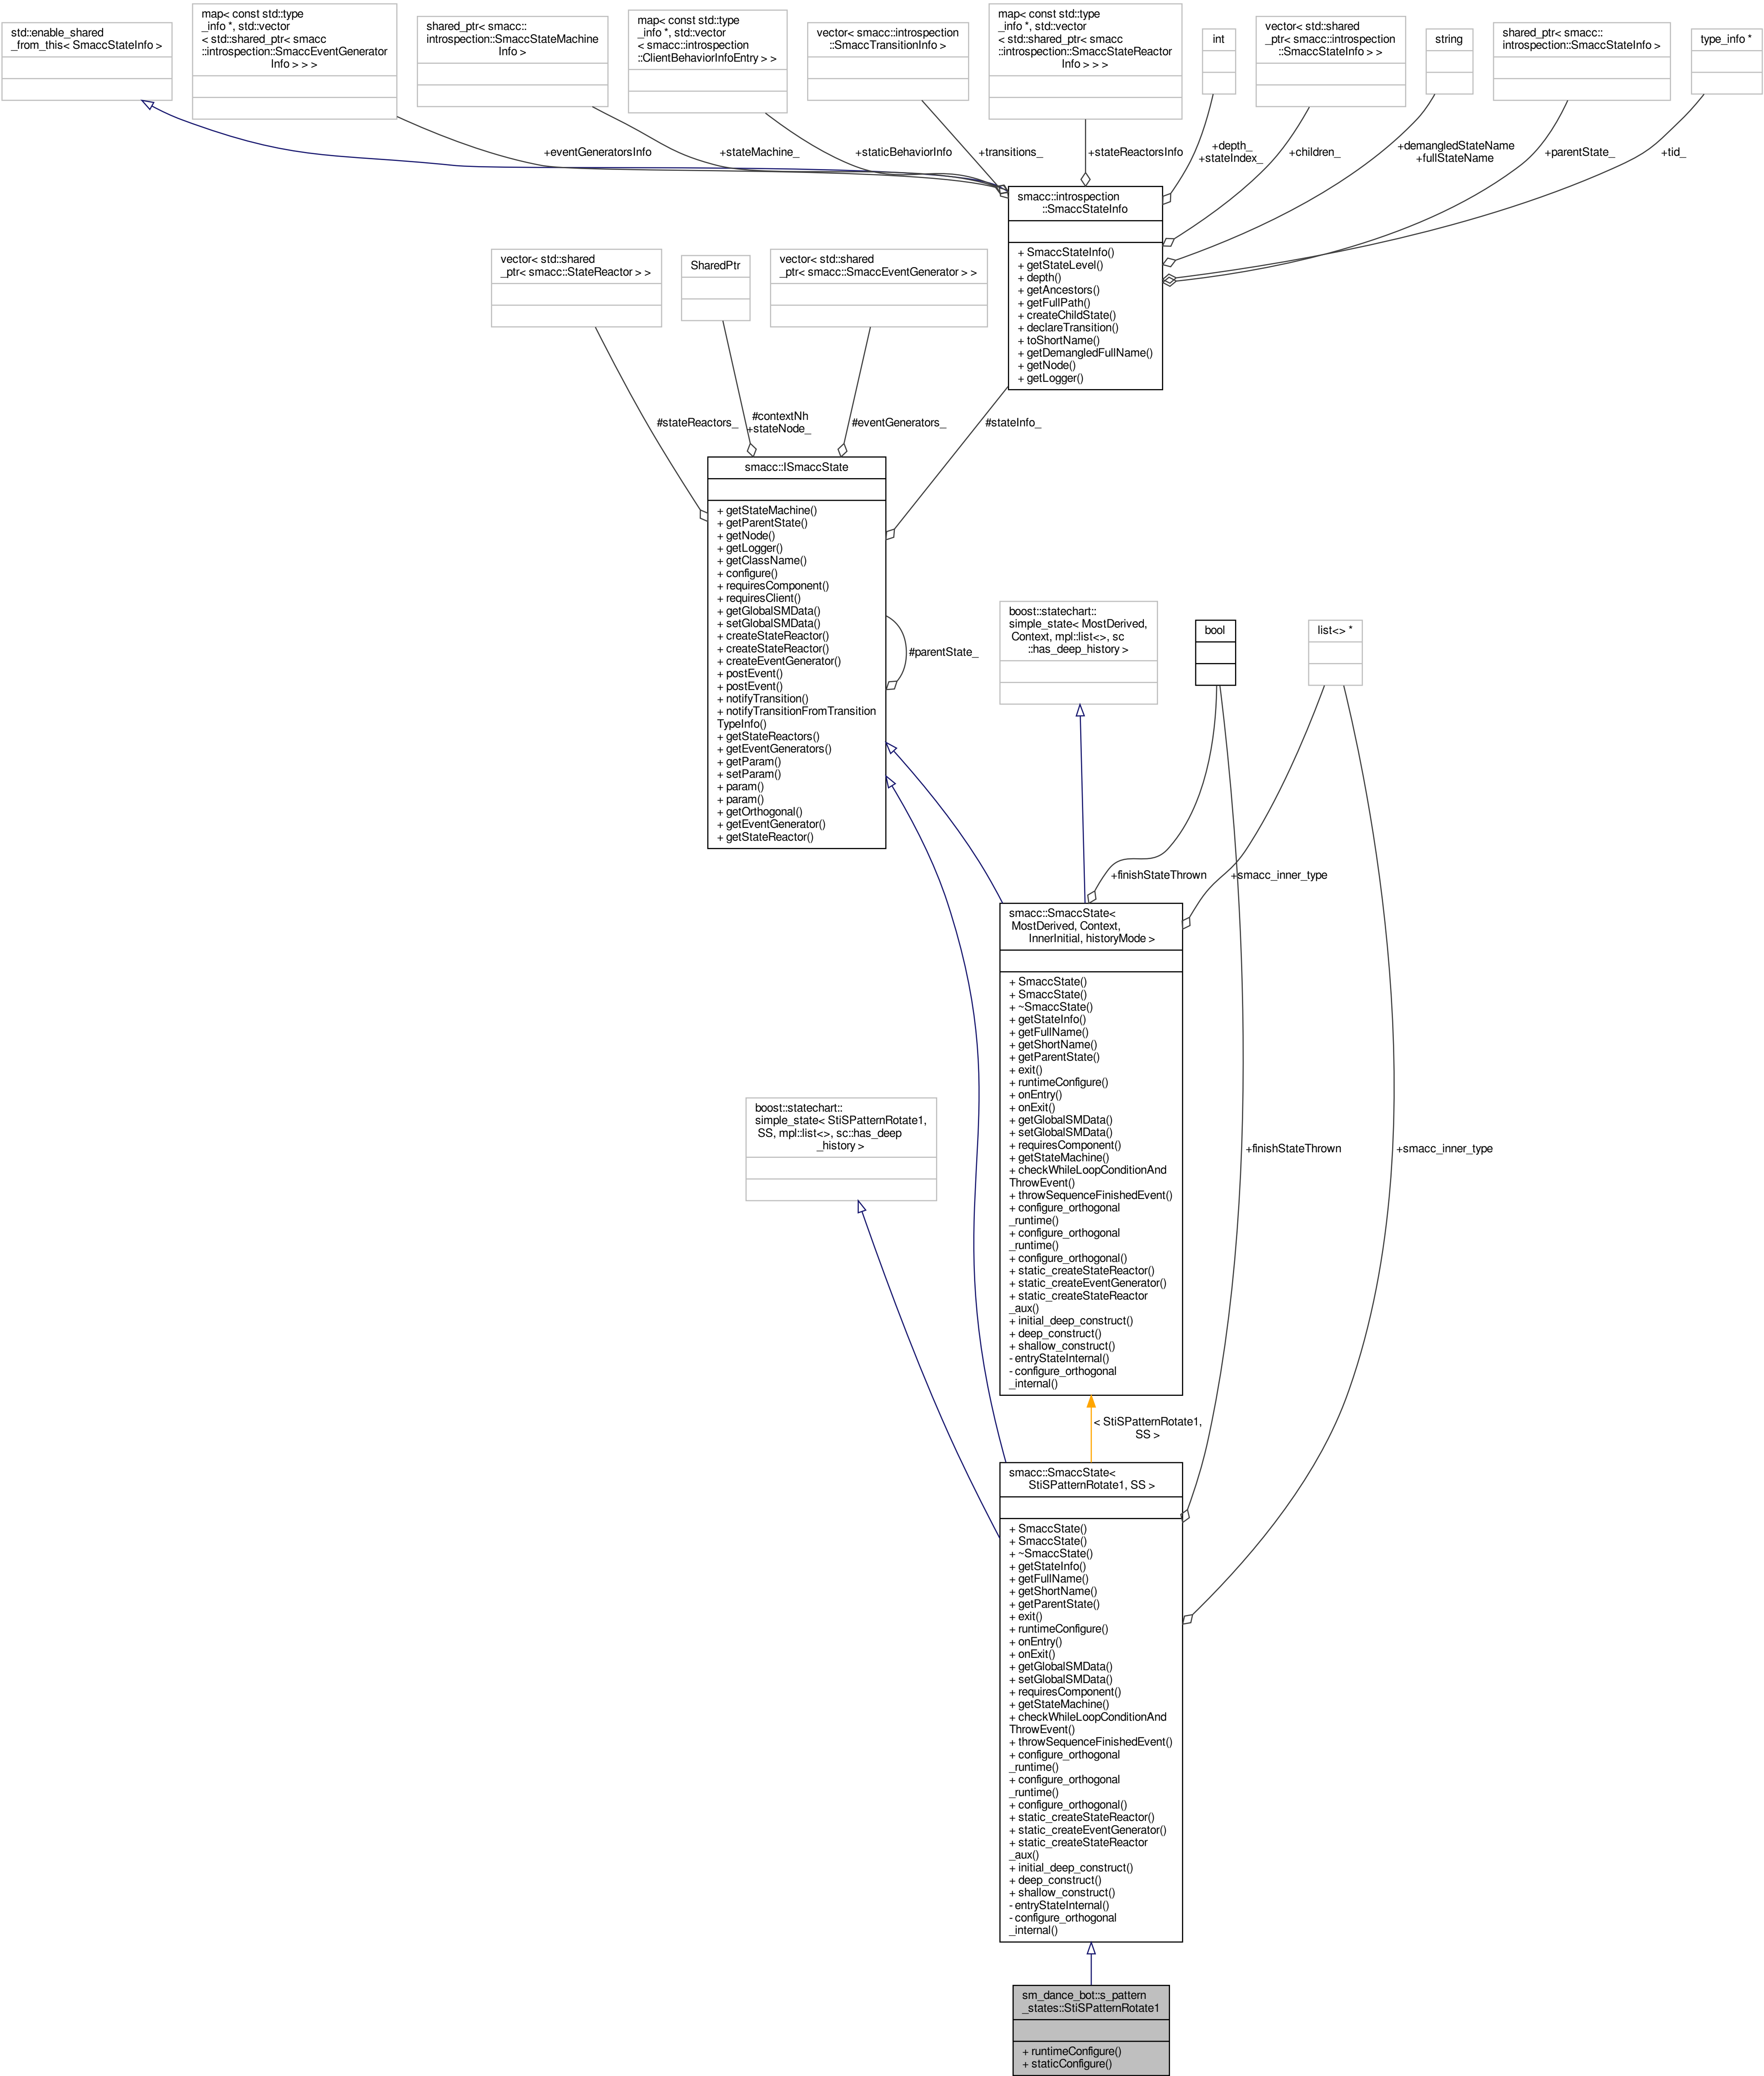 std::enable_shared
_from_this< SmaccStateInfo >
map< const std::type
_info *, std::vector
< std::shared_ptr< smacc
::introspection::SmaccEventGenerator
Info > > >
shared_ptr< smacc::
introspection::SmaccStateMachine
Info >
map< const std::type
_info *, std::vector
< smacc::introspection
::ClientBehaviorInfoEntry > >
vector< smacc::introspection
::SmaccTransitionInfo >
map< const std::type
_info *, std::vector
< std::shared_ptr< smacc
::introspection::SmaccStateReactor
Info > > >
int
vector< std::shared
_ptr< smacc::introspection
::SmaccStateInfo > >
string
shared_ptr< smacc::
introspection::SmaccStateInfo >
type_info *
+eventGeneratorsInfo
+stateMachine_
+staticBehaviorInfo
+transitions_
+stateReactorsInfo
+depth_
+stateIndex_
+children_
+demangledStateName
+fullStateName
+parentState_
+tid_
smacc::introspection
::SmaccStateInfo
+ SmaccStateInfo()
+ getStateLevel()
+ depth()
+ getAncestors()
+ getFullPath()
+ createChildState()
+ declareTransition()
+ toShortName()
+ getDemangledFullName()
+ getNode()
+ getLogger()
vector< std::shared
_ptr< smacc::StateReactor > >
SharedPtr
vector< std::shared
_ptr< smacc::SmaccEventGenerator > >
#stateReactors_
#contextNh
+stateNode_
#eventGenerators_
#stateInfo_
smacc::ISmaccState
+ getStateMachine()
+ getParentState()
+ getNode()
+ getLogger()
+ getClassName()
+ configure()
+ requiresComponent()
+ requiresClient()
+ getGlobalSMData()
+ setGlobalSMData()
+ createStateReactor()
+ createStateReactor()
+ createEventGenerator()
+ postEvent()
+ postEvent()
+ notifyTransition()
+ notifyTransitionFromTransition
TypeInfo()
+ getStateReactors()
+ getEventGenerators()
+ getParam()
+ setParam()
+ param()
+ param()
+ getOrthogonal()
+ getEventGenerator()
+ getStateReactor()
#parentState_
boost::statechart::
simple_state< MostDerived,
Context, mpl::list<>, sc
::has_deep_history >
bool
list<> *
+finishStateThrown
+smacc_inner_type
smacc::SmaccState<
MostDerived, Context,
InnerInitial, historyMode >
+ SmaccState()
+ SmaccState()
+ ~SmaccState()
+ getStateInfo()
+ getFullName()
+ getShortName()
+ getParentState()
+ exit()
+ runtimeConfigure()
+ onEntry()
+ onExit()
+ getGlobalSMData()
+ setGlobalSMData()
+ requiresComponent()
+ getStateMachine()
+ checkWhileLoopConditionAnd
ThrowEvent()
+ throwSequenceFinishedEvent()
+ configure_orthogonal
_runtime()
+ configure_orthogonal
_runtime()
+ configure_orthogonal()
+ static_createStateReactor()
+ static_createEventGenerator()
+ static_createStateReactor
_aux()
+ initial_deep_construct()
+ deep_construct()
+ shallow_construct()
- entryStateInternal()
- configure_orthogonal
_internal()
boost::statechart::
simple_state< StiSPatternRotate1,
SS, mpl::list<>, sc::has_deep
_history >
+finishStateThrown
+smacc_inner_type
< StiSPatternRotate1,
SS >
smacc::SmaccState<
StiSPatternRotate1, SS >
+ SmaccState()
+ SmaccState()
+ ~SmaccState()
+ getStateInfo()
+ getFullName()
+ getShortName()
+ getParentState()
+ exit()
+ runtimeConfigure()
+ onEntry()
+ onExit()
+ getGlobalSMData()
+ setGlobalSMData()
+ requiresComponent()
+ getStateMachine()
+ checkWhileLoopConditionAnd
ThrowEvent()
+ throwSequenceFinishedEvent()
+ configure_orthogonal
_runtime()
+ configure_orthogonal
_runtime()
+ configure_orthogonal()
+ static_createStateReactor()
+ static_createEventGenerator()
+ static_createStateReactor
_aux()
+ initial_deep_construct()
+ deep_construct()
+ shallow_construct()
- entryStateInternal()
- configure_orthogonal
_internal()
sm_dance_bot::s_pattern
_states::StiSPatternRotate1
+ runtimeConfigure()
+ staticConfigure()